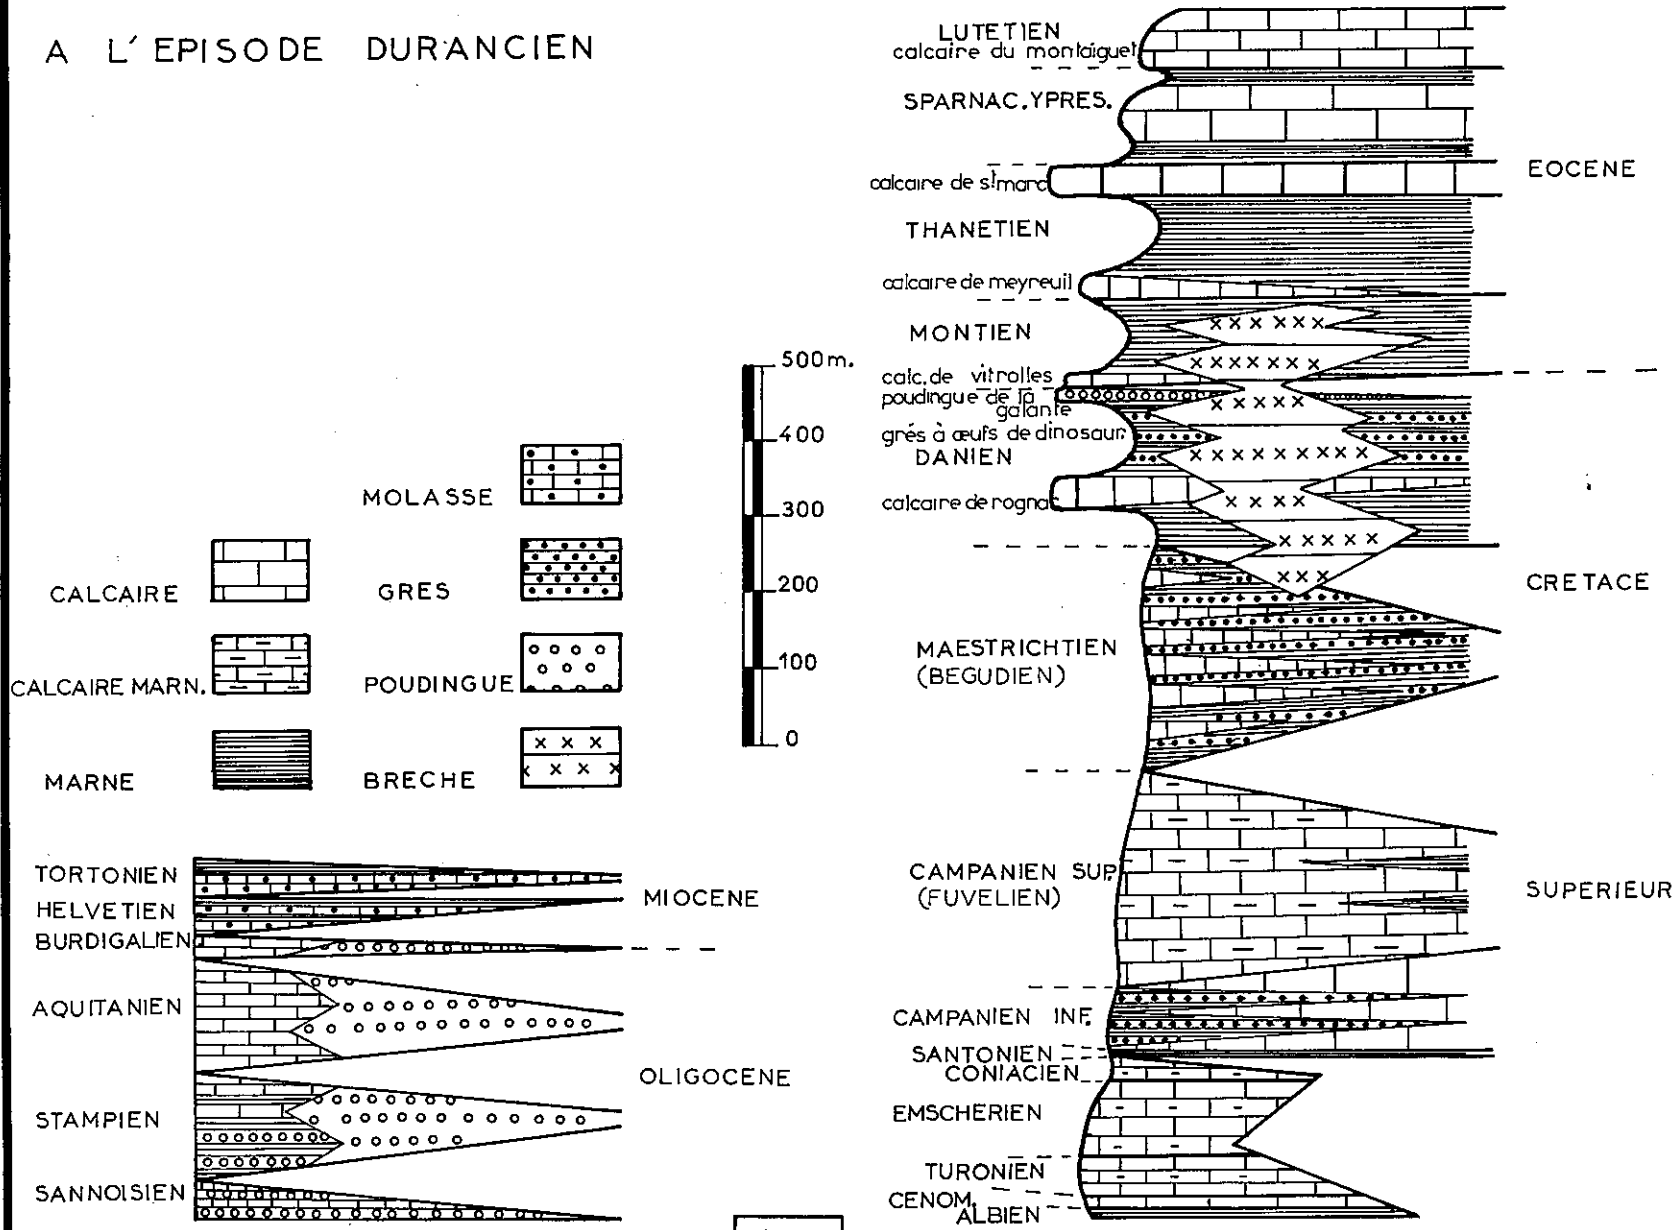 A L'EPISODE DURANCIEN
LUTETIEN
calcaire du montaiguet
SPARNAC.YPRES.
calcaire de st marc
EOCENE
THANETIEN
calcaire de meyreuil
MONTIEN
calc. de vitrolles
poudingue de la
galante
grés à œufs de dinosaur.
DANIEN
calcaire de rognac
CRETACE
MAESTRICHTIEN
(BEGUDIEN)
CAMPANIEN SUP.
(FUVELIEN)
SUPERIEUR
CAMPANIEN INF.
SANTONIEN
CONIACIEN
EMSCHERIEN
TURONIEN
CENOM.
ALBIEN
500m.
400
300
200
100
0
MOLASSE
CALCAIRE
GRES
CALCAIRE MARN.
POUDINGUE
MARNE
BRECHE
TORTONIEN
HELVETIEN
BURDIGALIEN
MIOCENE
AQUITANIEN
OLIGOCENE
STAMPIEN
SANNOISIEN